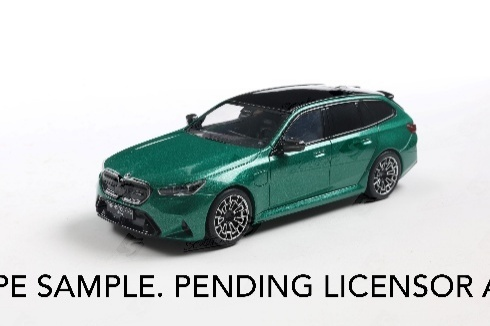 PE SAMPLE. PENDING LICENSOR A